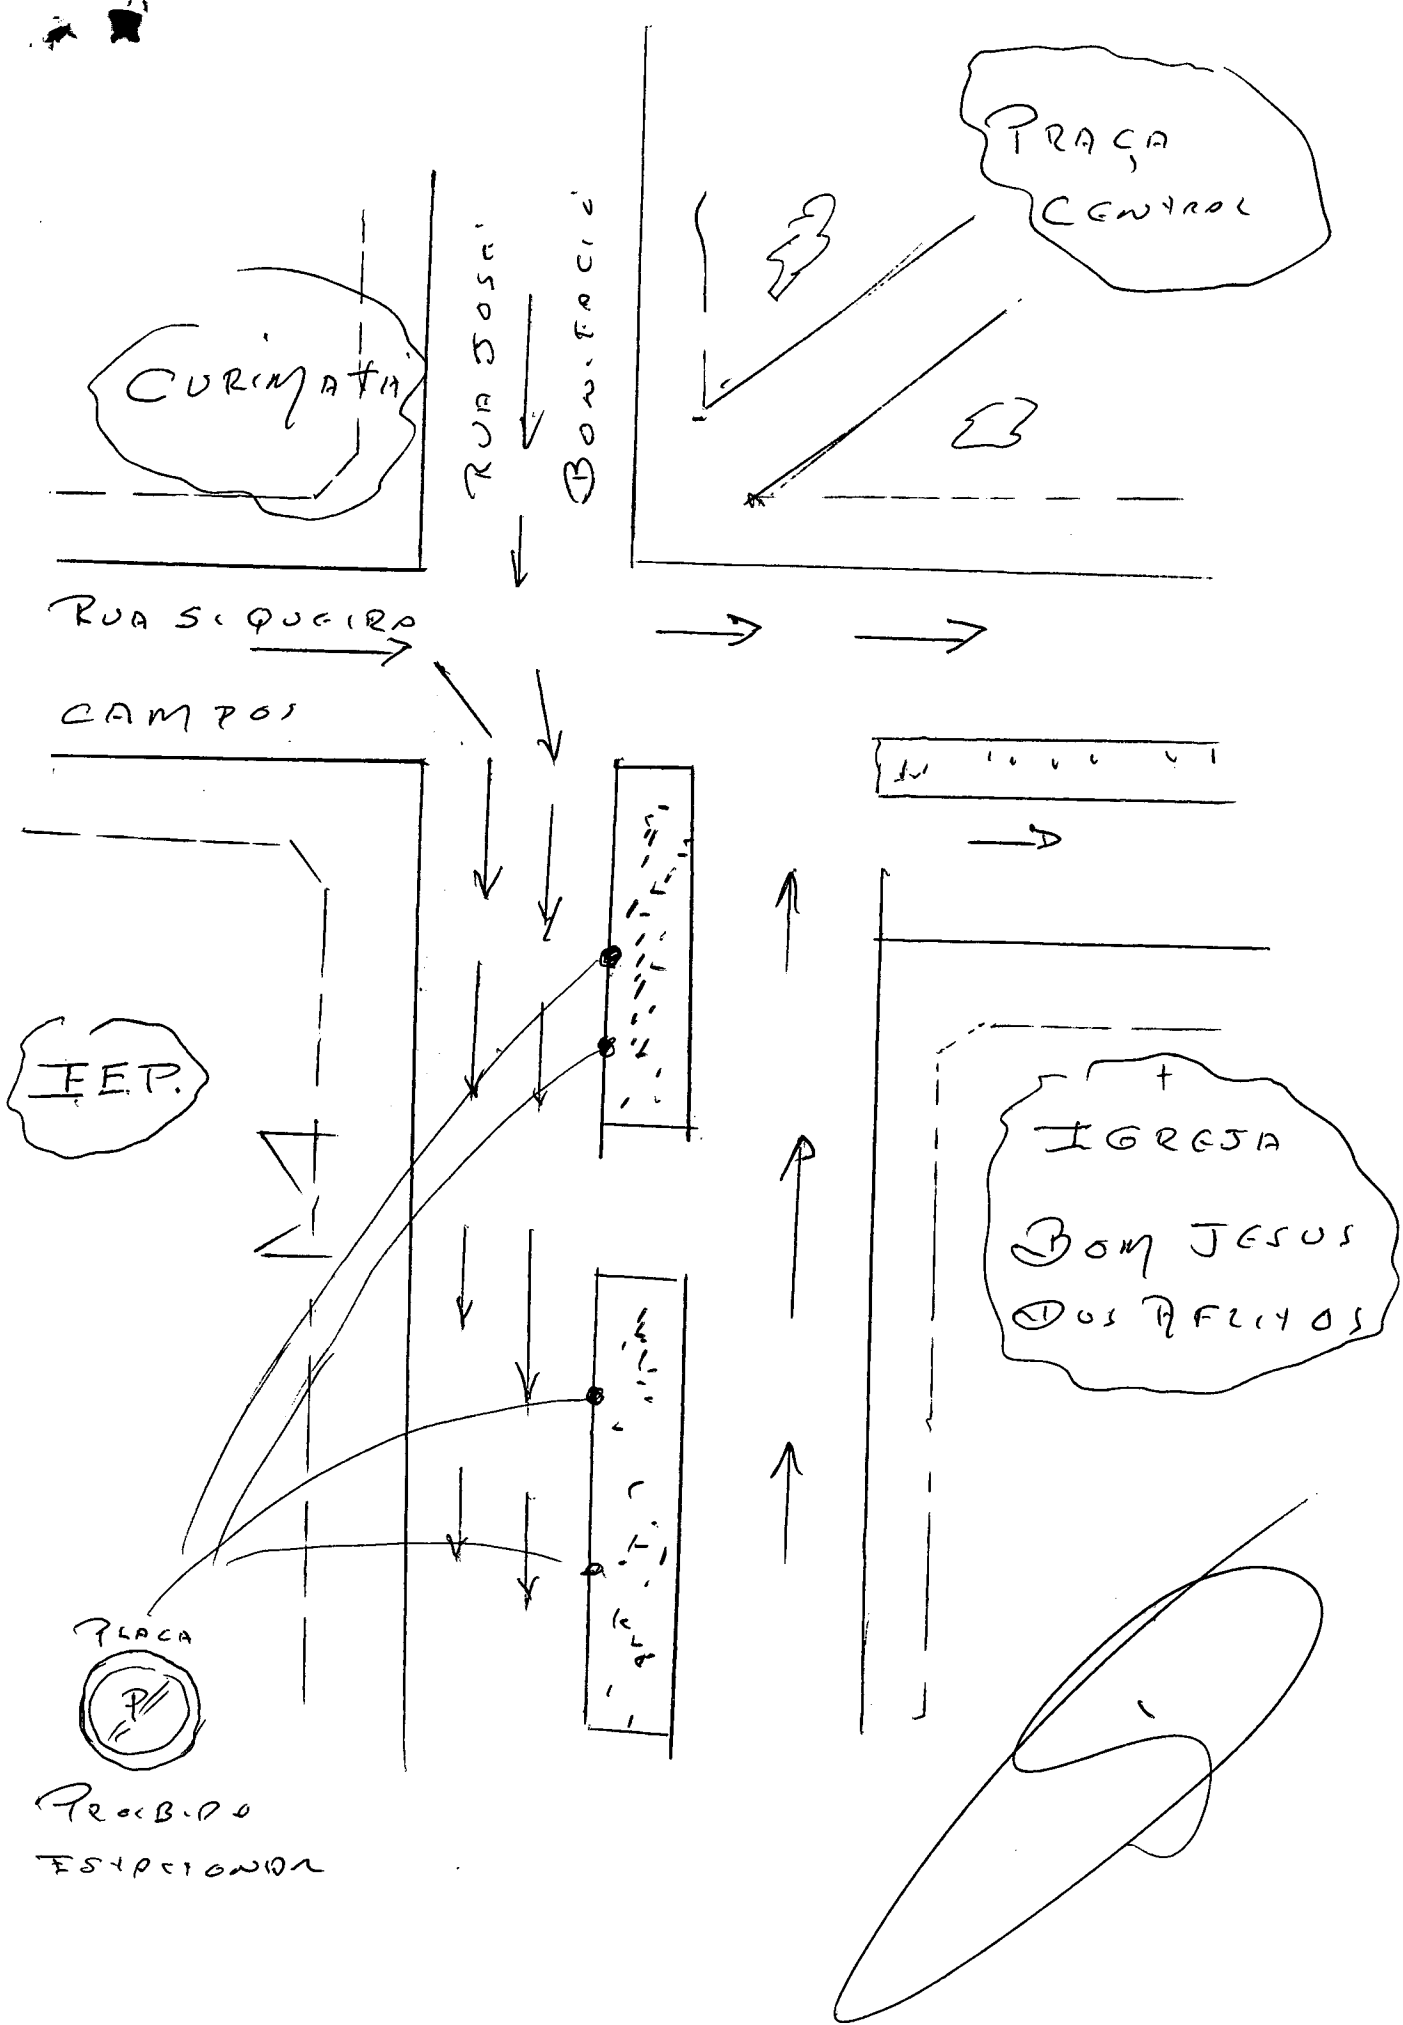 PRAÇA
CENTRAL
RUA JOSÉ
BONIFÁCIO
CURIMATÁ
RUA SIQUEIRA
CAMPOS
I.E.P.
IGREJA
BOM JESUS
DOS AFLITOS
PLACA
P
PROIBIDO
ESTACIONAR